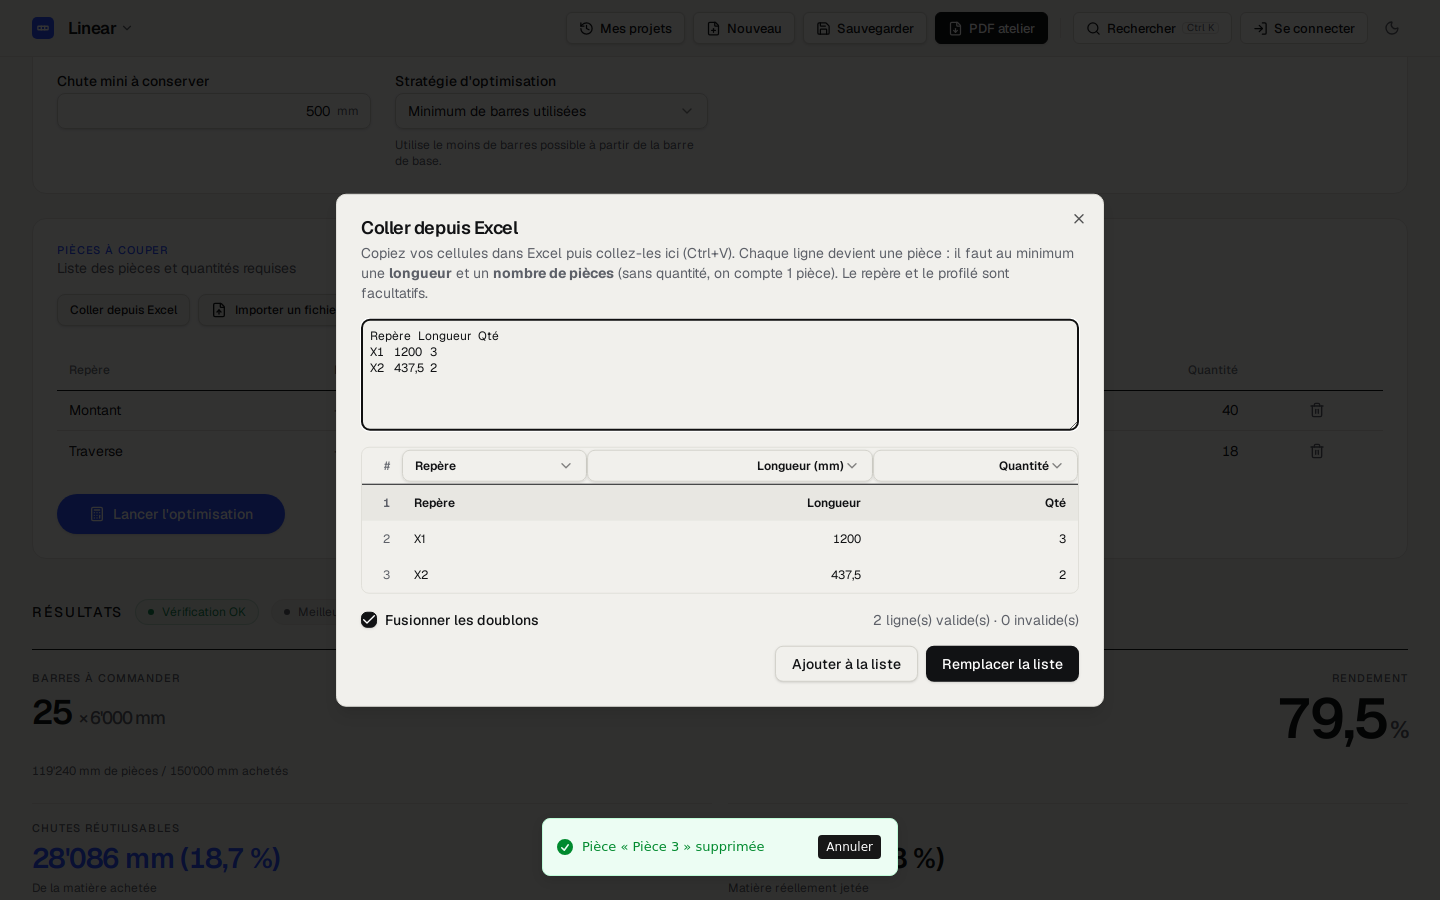 Linear
Mes projets
Nouveau
Sauvegarder
PDF atelier
Rechercher Ctrl K
Se connecter
Chute mini à conserver
Stratégie d'optimisation
500 mm
Minimum de barres utilisées
Utilise le moins de barres possible à partir de la barre
de base.
PIÈCES À COUPER
Liste des pièces et quantités requises
Coller depuis Excel
Importer un fichie
Repère
Quantité
Montant
40
Traverse
18
Lancer l'optimisation
Coller depuis Excel
Copiez vos cellules dans Excel puis collez-les ici (Ctrl+V). Chaque ligne devient une pièce : il faut au minimum
une longueur et un nombre de pièces (sans quantité, on compte 1 pièce). Le repère et le profilé sont
facultatifs.
Repère Longueur Qté
X1 1200 3
X2 437,5 2
# Repère Longueur (mm) Quantité
1 Repère Longueur Qté
2 X1 1200 3
3 X2 437,5 2
Fusionner les doublons
2 ligne(s) valide(s) · 0 invalide(s)
Ajouter à la liste
Remplacer la liste
RÉSULTATS
Vérification OK
Meilleu
BARRES À COMMANDER
RENDEMENT
25 × 6'000 mm
79,5 %
119'240 mm de pièces / 150'000 mm achetés
CHUTES RÉUTILISABLES
28'086 mm (18,7 %)
%)
De la matière achetée
Matière réellement jetée
Pièce « Pièce 3 » supprimée
Annuler